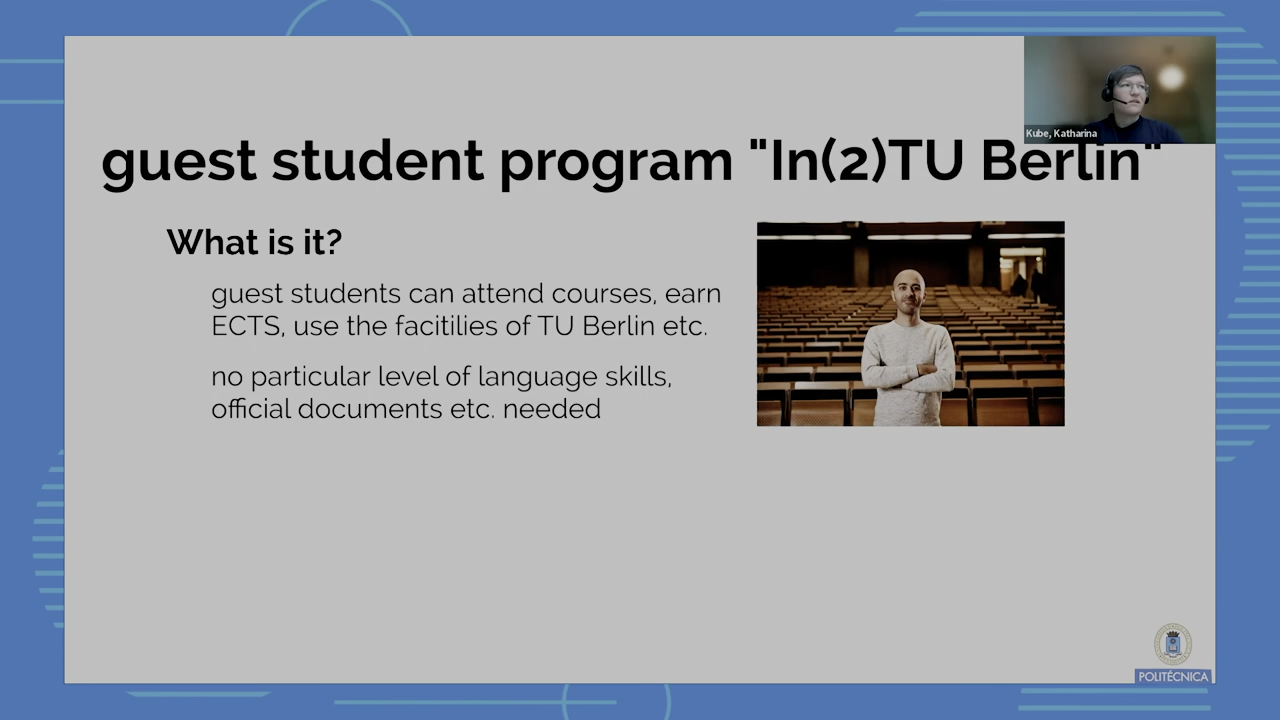 Kube, Katharina
guest student program "In(2)TU Berlin"
What is it?
guest students can attend courses, earn
ECTS, use the facitilies of TU Berlin etc.
no particular level of language skills,
official documents etc. needed
POLITÉCNICA